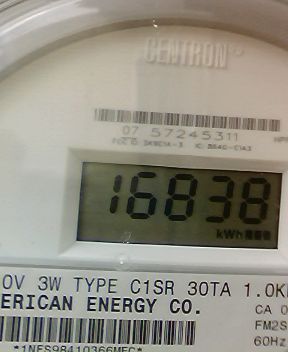 CENTRON®
07 57245311
16838
kWh
0V 3W TYPE C1SR 30TA 1.0K
ERICAN ENERGY CO. CA 0
FM2S
60Hz